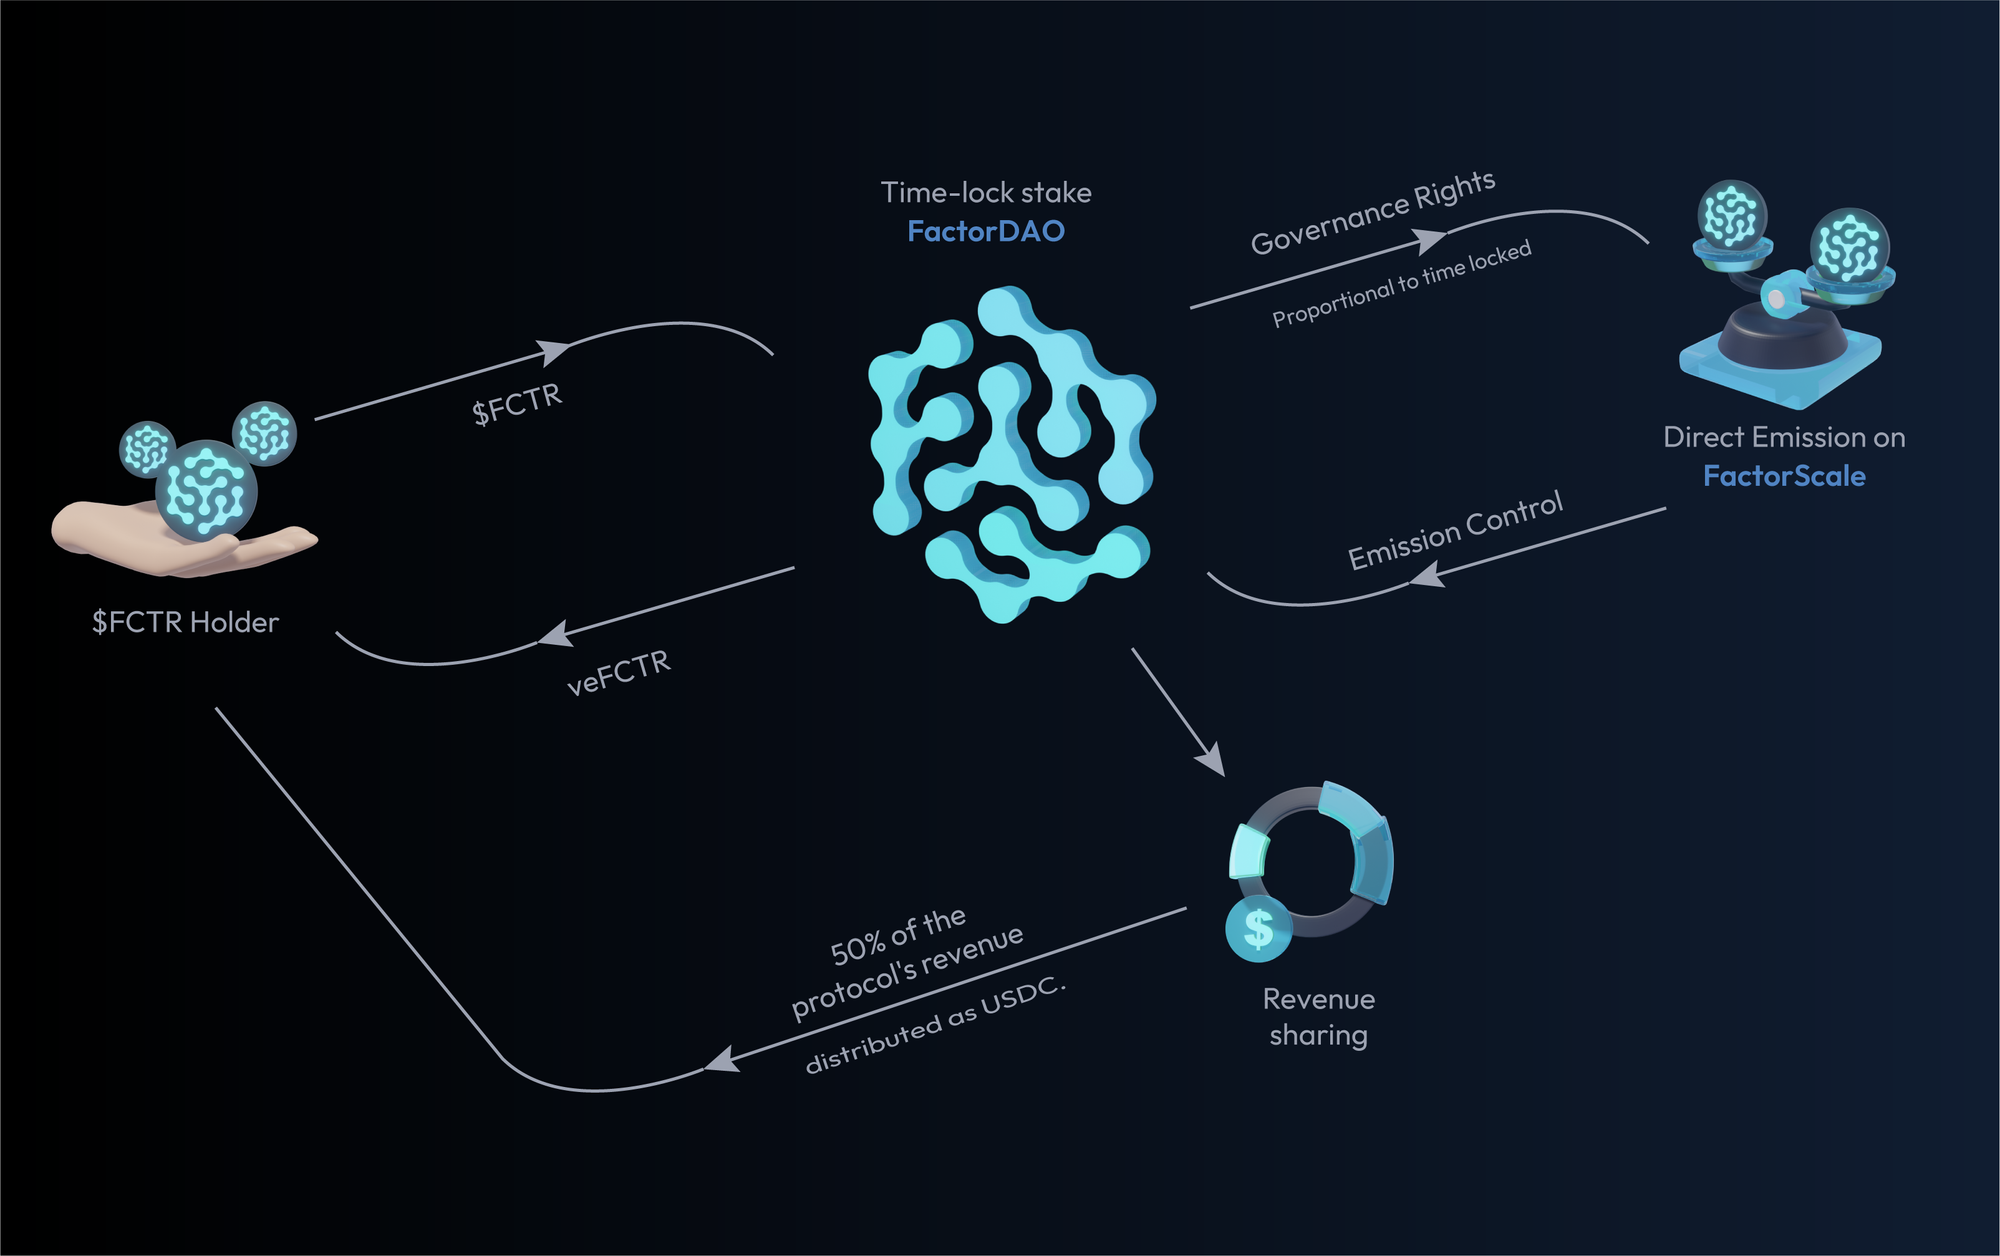 Time-lock stake
FactorDAO
Governance Rights
Proportional to time locked
$FCTR
$FCTR Holder
veFCTR
Direct Emission on
FactorScale
Emission Control
50% of the
protocol's revenue
distributed as USDC.
$
Revenue
sharing